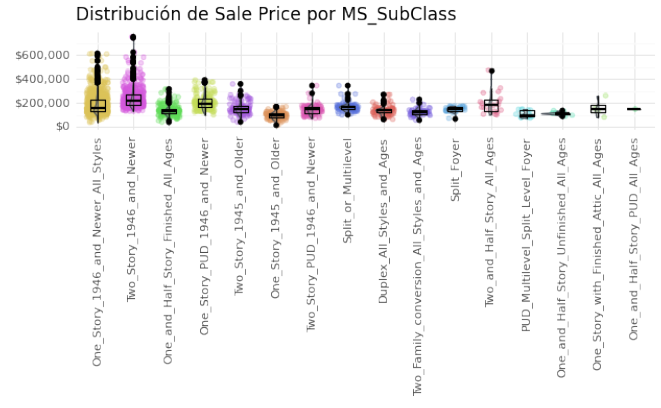 Distribución de Sale Price por MS_SubClass
$600,000
$400,000
$200,000
$0
One_Story_1946_and_Newer_All_Styles
Two_Story_1946_and_Newer
One_and_Half_Story_Finished_All_Ages
One_Story_PUD_1946_and_Newer
Two_Story_1945_and_Older
One_Story_1945_and_Older
Two_Story_PUD_1946_and_Newer
Split_or_Multilevel
Duplex_All_Styles_and_Ages
Two_Family_conversion_All_Styles_and_Ages
Split_Foyer
Two_and_Half_Story_All_Ages
PUD_Multilevel_Split_Level_Foyer
One_and_Half_Story_Unfinished_All_Ages
One_Story_with_Finished_Attic_All_Ages
One_and_Half_Story_PUD_All_Ages